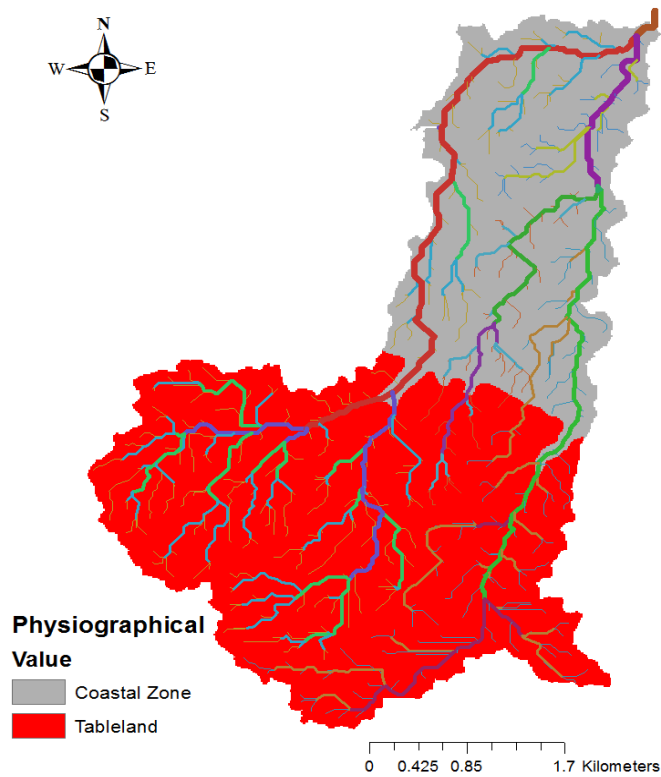 N
W E
S
Physiographical
Value
Coastal Zone
Tableland
0 0.425 0.85 1.7 Kilometers